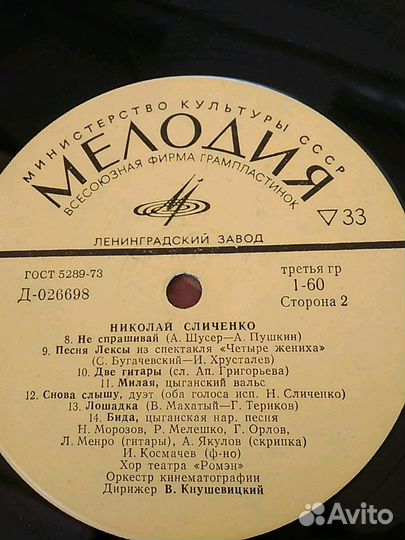 МИНИСТЕРСТВО КУЛЬТУРЫ СССР
МЕЛОДИЯ
ВСЕСОЮЗНАЯ ФИРМА ГРАМПЛАСТИНОК
▽33
ЛЕНИНГРАДСКИЙ ЗАВОД
ГОСТ 5289-73
Д-026698
третья гр
1-60
Сторона 2
НИКОЛАЙ СЛИЧЕНКО
8. Не спрашивай (А. Шусер—А. Пушкин)
9. Песня Лексы из спектакля «Четыре жениха»
(С. Бугачевский—И. Хрусталев)
10. Две гитары (сл. Ап. Григорьева)
11. Милая, цыганский вальс
12. Снова слышу, дуэт (оба голоса исп. Н. Сличенко)
13. Лошадка (В. Махатый—Г. Териков)
14. Бида, цыганская нар. песня
Н. Морозов, Р. Мелешко, Г. Орлов,
Л. Менро (гитары), А. Якулов (скрипка)
И. Космачев (ф-но)
Хор театра «Ромэн»
Оркестр кинематографии
Дирижер В. Кнушевицкий
Avito